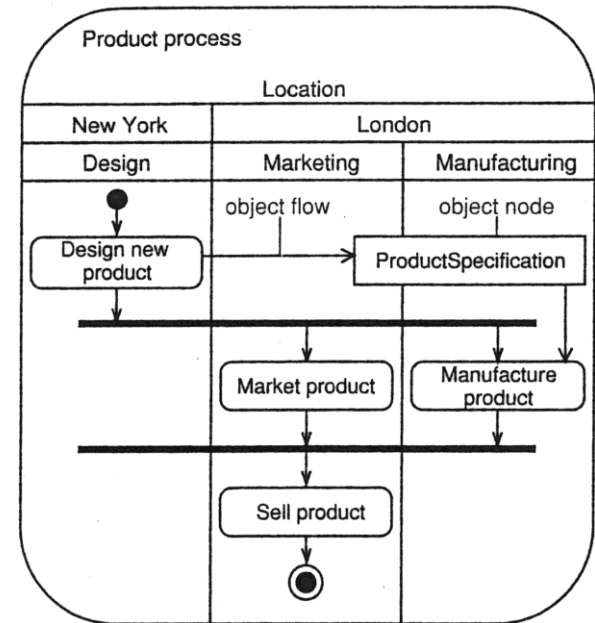 Product process
Location
New York
London
Design
Marketing
Manufacturing
object flow
object node
Design new
product
ProductSpecification
Market product
Manufacture
product
Sell product